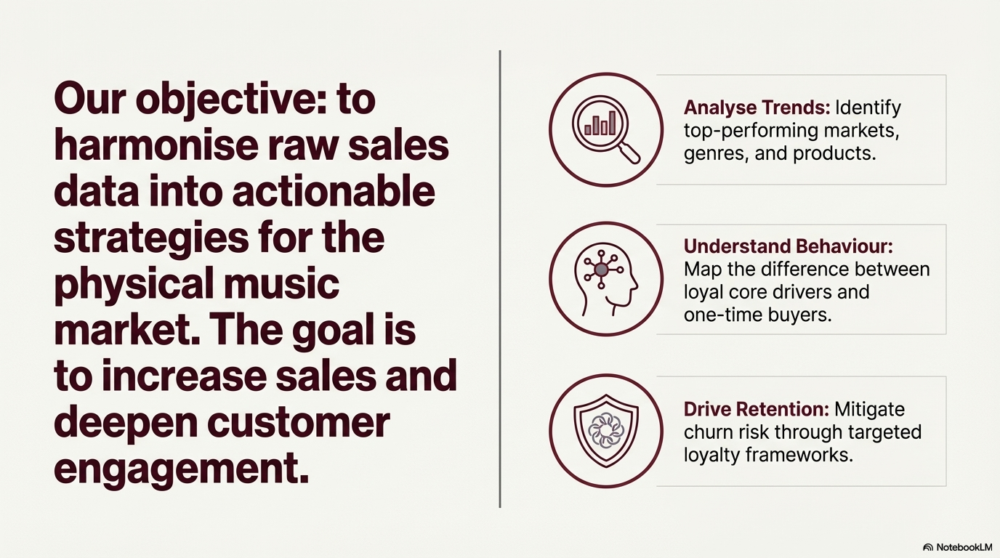 Our objective: to
harmonise raw sales
data into actionable
strategies for the
physical music
market. The goal is
to increase sales and
deepen customer
engagement.
Analyse Trends: Identify
top-performing markets,
genres, and products.
Understand Behaviour:
Map the difference between
loyal core drivers and
one-time buyers.
Drive Retention: Mitigate
churn risk through targeted
loyalty frameworks.
NotebookLM